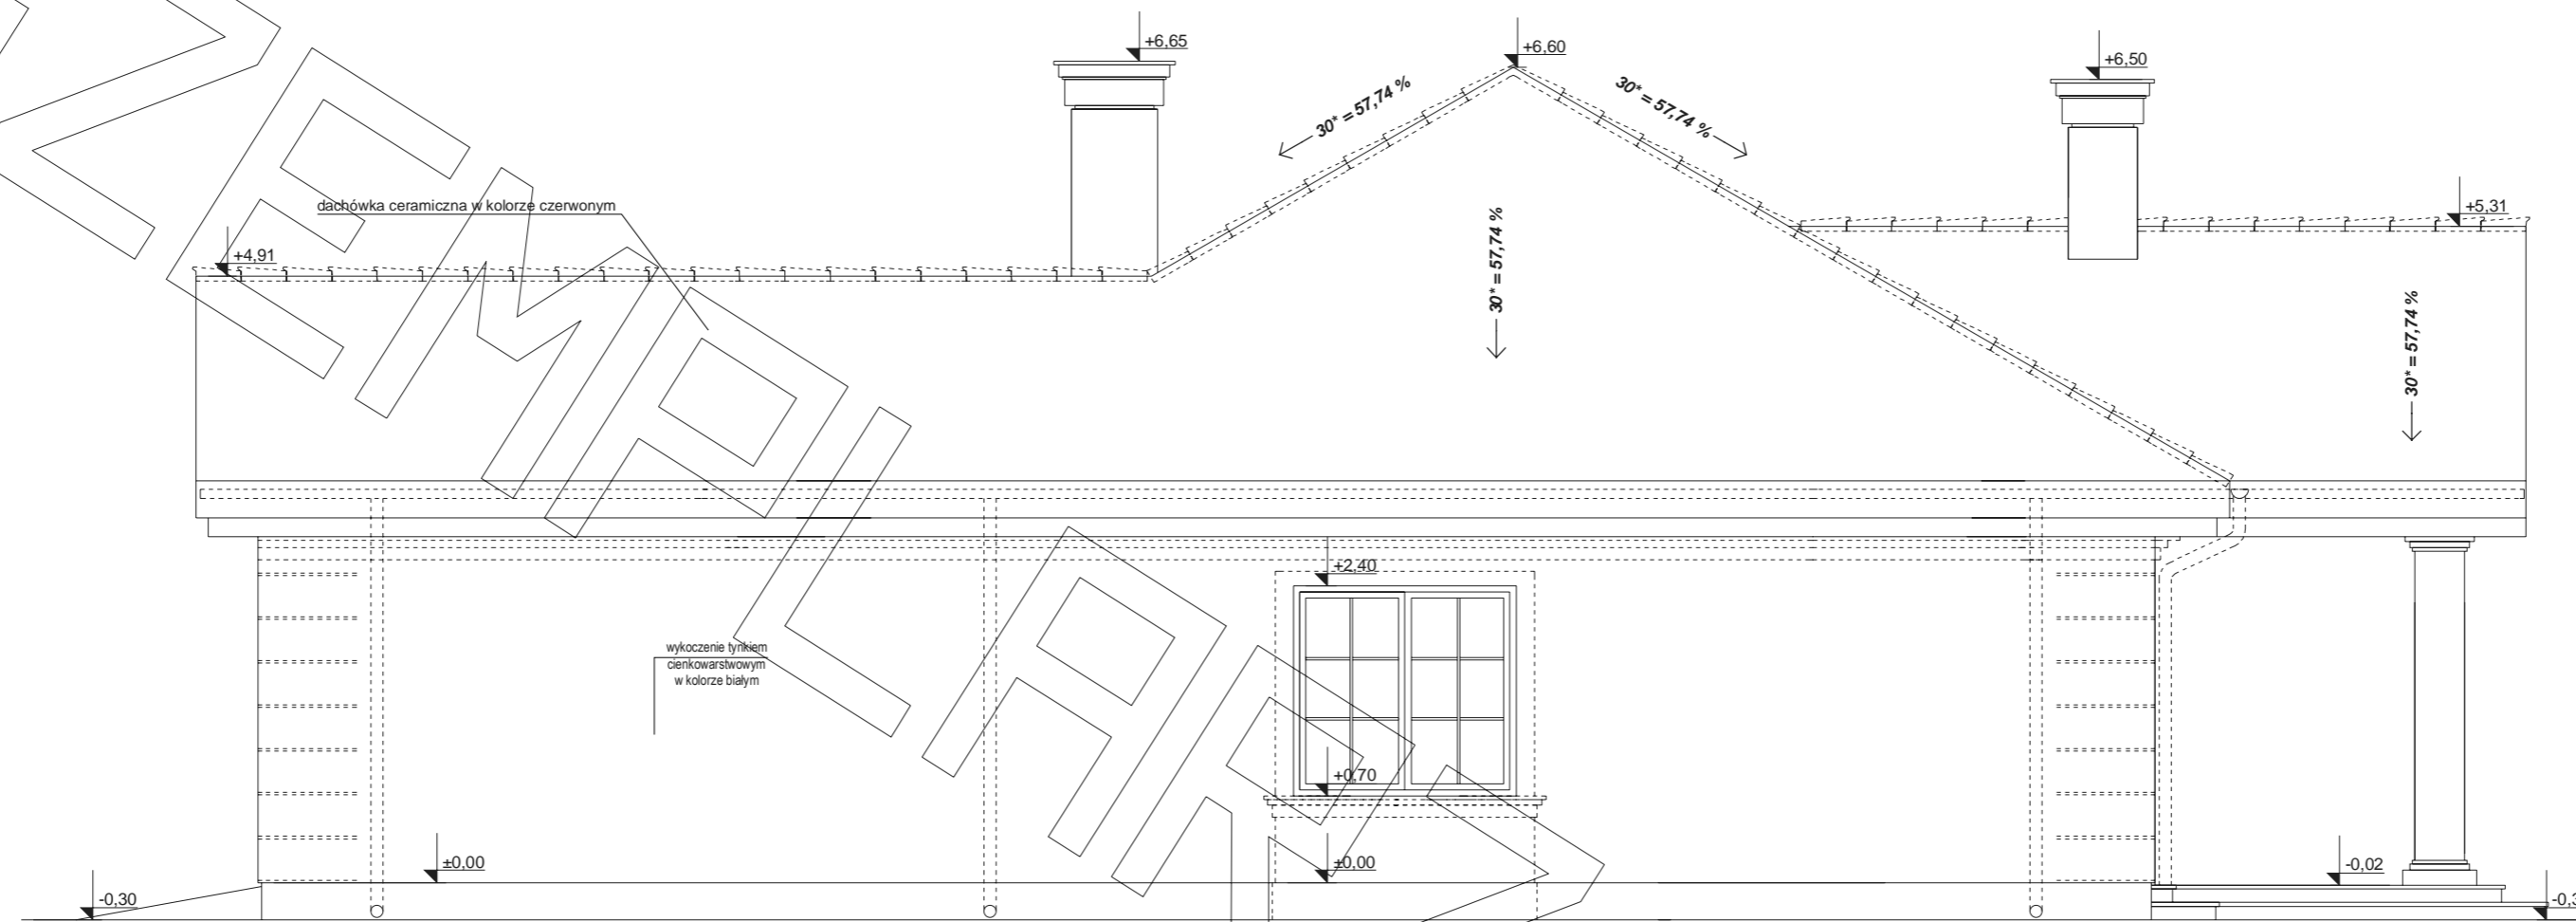 +6,65
+6,60
+6,50
30* = 57,74 %
30* = 57,74 %
dachówka ceramiczna w kolorze czerwonym
+5,31
+4,91
30* = 57,74 %
30* = 57,74 %
+2,40
wykoczenie tynkiem
cienkowarstwowym
w kolorze białym
+0,70
±0,00
±0,00
-0,02
-0,30